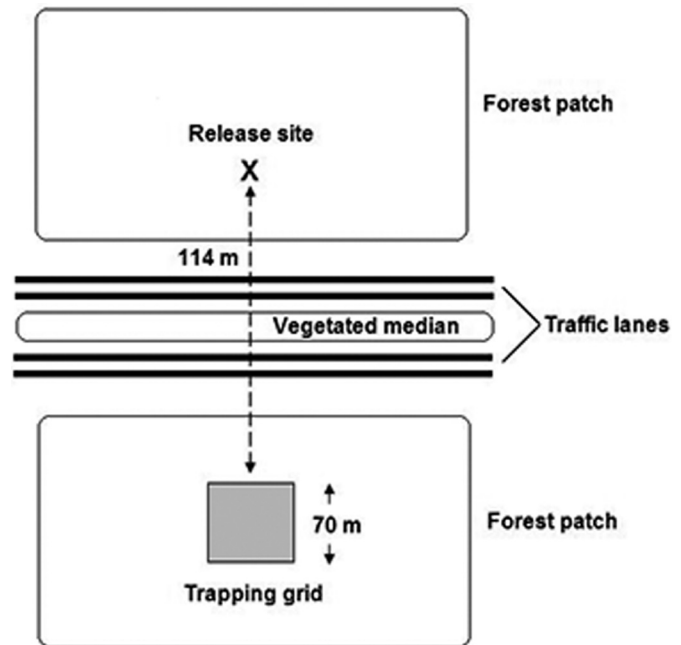 Forest patch
Release site
X
114 m
Vegetated median
Traffic lanes
70 m
Forest patch
Trapping grid